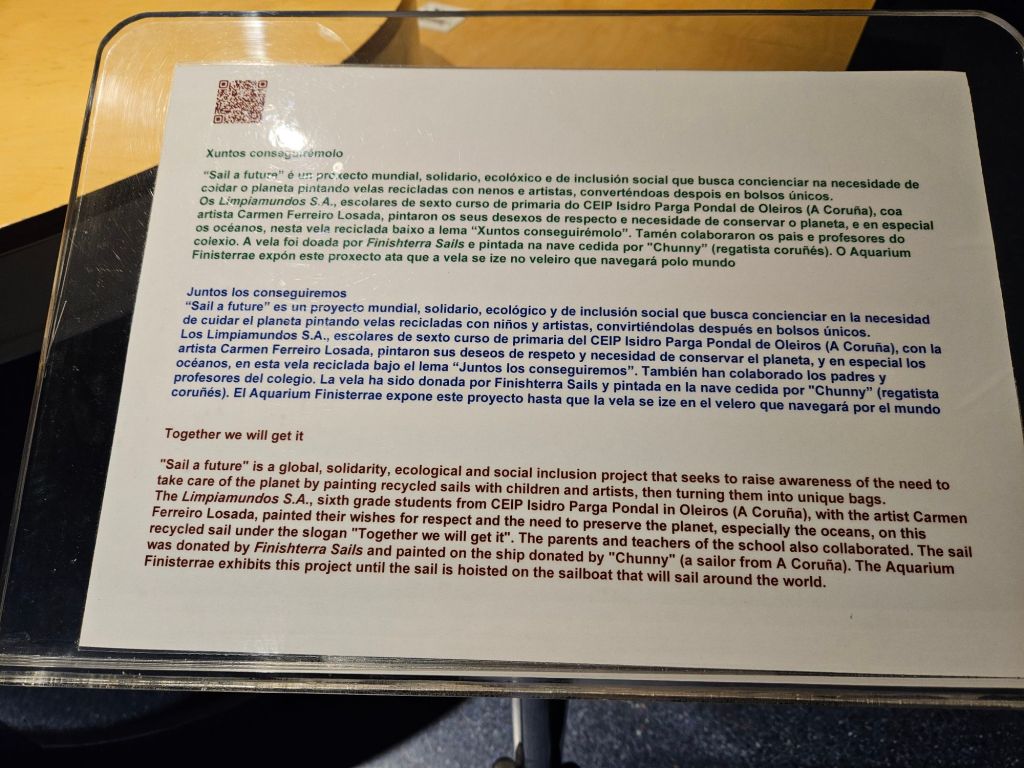 Xuntos conseguirémolo
“Sail a future” é un proxecto mundial, solidario, ecolóxico e de inclusión social que busca concienciar na necesidade de
coidar o planeta pintando velas recicladas con nenos e artistas, converténdoas despois en bolsos únicos.
Os Limpiamundos S.A., escolares de sexto curso de primaria do CEIP Isidro Parga Pondal de Oleiros (A Coruña), coa
artista Carmen Ferreiro Losada, pintaron os seus desexos de respecto e necesidade de conservar o planeta, e en especial
os océanos, nesta vela reciclada baixo a lema “Xuntos conseguirémolo”. Tamén colaboraron os pais e profesores do
colexio. A vela foi doada por Finishterra Sails e pintada na nave cedida por "Chunny” (regatista coruñés). O Aquarium
Finisterrae expón este proxecto ata que a vela se ize no veleiro que navegará polo mundo
Juntos los conseguiremos
“Sail a future” es un proyecto mundial, solidario, ecológico y de inclusión social que busca concienciar en la necesidad
de cuidar el planeta pintando velas recicladas con niños y artistas, convirtiéndolas después en bolsos únicos.
Los Limpiamundos S.A., escolares de sexto curso de primaria del CEIP Isidro Parga Pondal de Oleiros (A Coruña), con la
artista Carmen Ferreiro Losada, pintaron sus deseos de respeto y necesidad de conservar el planeta, y en especial los
océanos, en esta vela reciclada bajo el lema “Juntos los conseguiremos”. También han colaborado los padres y
profesores del colegio. La vela ha sido donada por Finishterra Sails y pintada en la nave cedida por "Chunny” (regatista
coruñés). El Aquarium Finisterrae expone este proyecto hasta que la vela se ize en el velero que navegará por el mundo
Together we will get it
"Sail a future" is a global, solidarity, ecological and social inclusion project that seeks to raise awareness of the need to
take care of the planet by painting recycled sails with children and artists, then turning them into unique bags.
The Limpiamundos S.A., sixth grade students from CEIP Isidro Parga Pondal in Oleiros (A Coruña), with the artist Carmen
Ferreiro Losada, painted their wishes for respect and the need to preserve the planet, especially the oceans, on this
recycled sail under the slogan "Together we will get it". The parents and teachers of the school also collaborated. The sail
was donated by Finishterra Sails and painted on the ship donated by "Chunny" (a sailor from A Coruña). The Aquarium
Finisterrae exhibits this project until the sail is hoisted on the sailboat that will sail around the world.